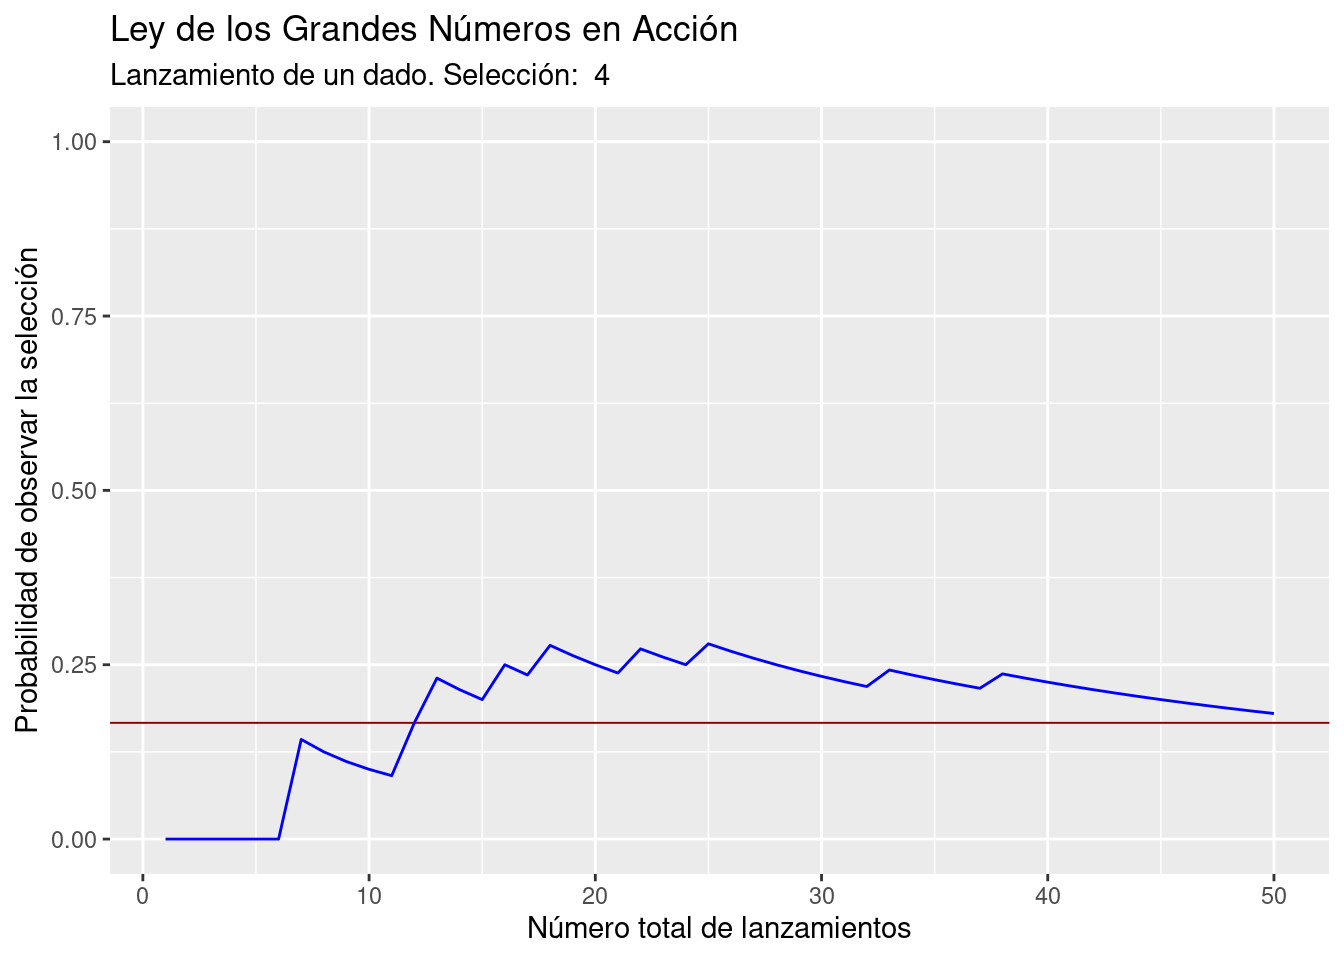 Ley de los Grandes Números en Acción
Lanzamiento de un dado. Selección:  4
Probabilidad de observar la selección
1.00
0.75
0.50
0.25
0.00
0 10 20 30 40 50
Número total de lanzamientos